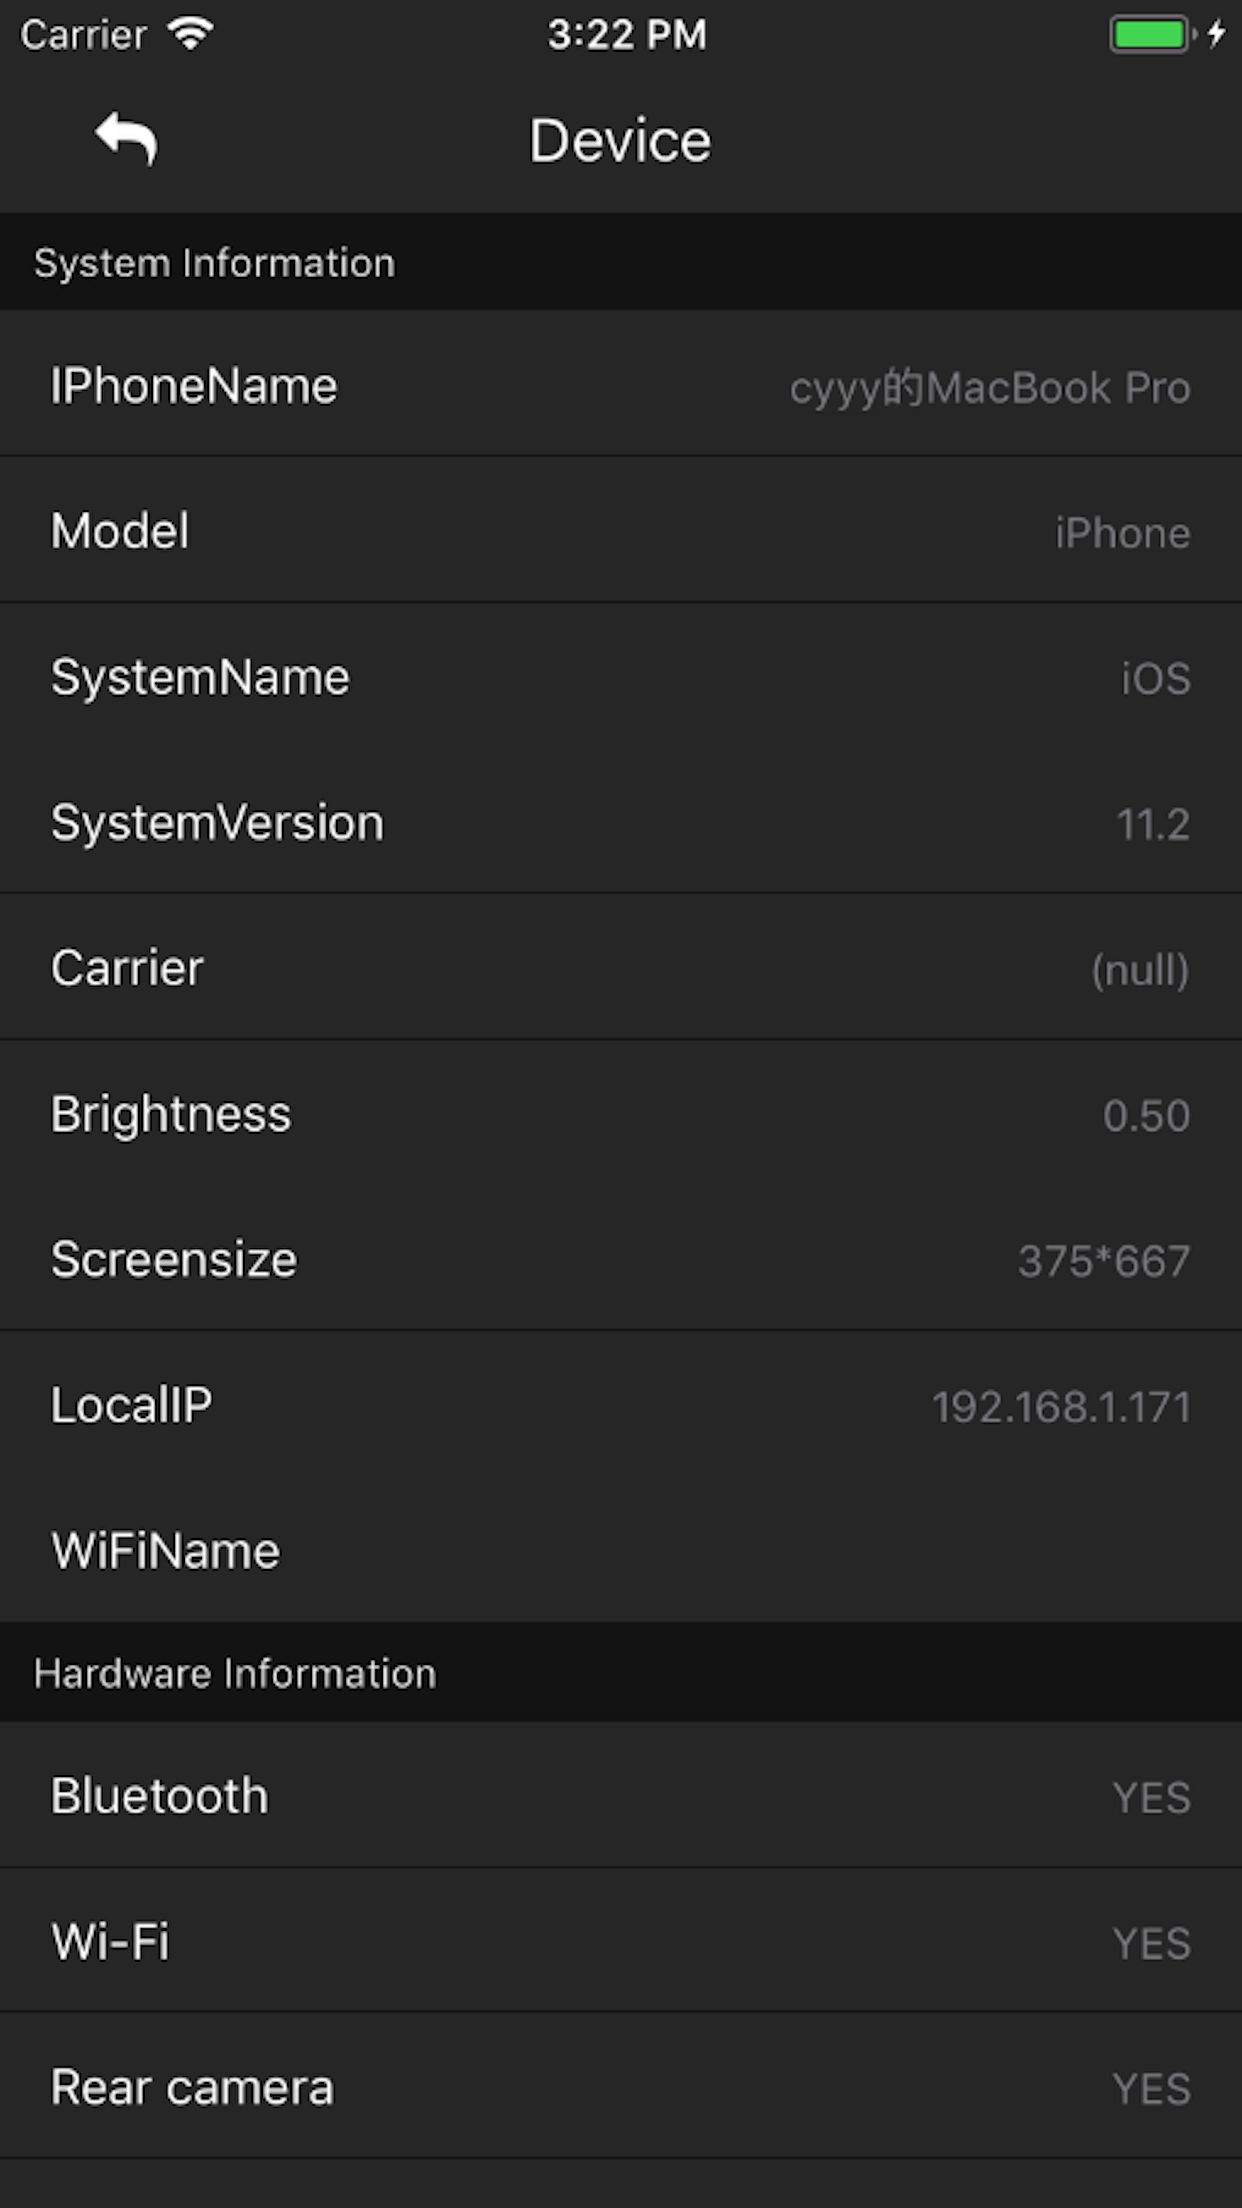 Carrier 3:22 PM
Device
System Information
IPhoneName cyyy的MacBook Pro
Model iPhone
SystemName iOS
SystemVersion 11.2
Carrier (null)
Brightness 0.50
Screensize 375*667
LocalIP 192.168.1.171
WiFiName
Hardware Information
Bluetooth YES
Wi-Fi YES
Rear camera YES